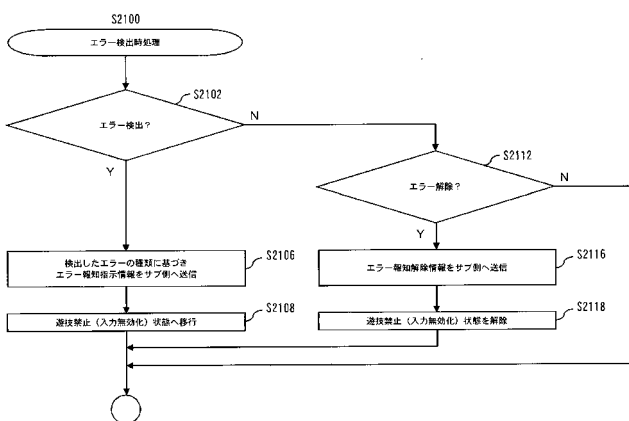 S2100
エラー検出時処理
S2102
エラー検出?
N
Y
S2112
エラー解除?
N
Y
検出したエラーの種類に基づき
エラー報知指示情報をサブ側へ送信
S2106
エラー報知解除情報をサブ側へ送信
S2116
遊技禁止(入力無効化)状態へ移行
S2108
遊技禁止(入力無効化)状態を解除
S2118